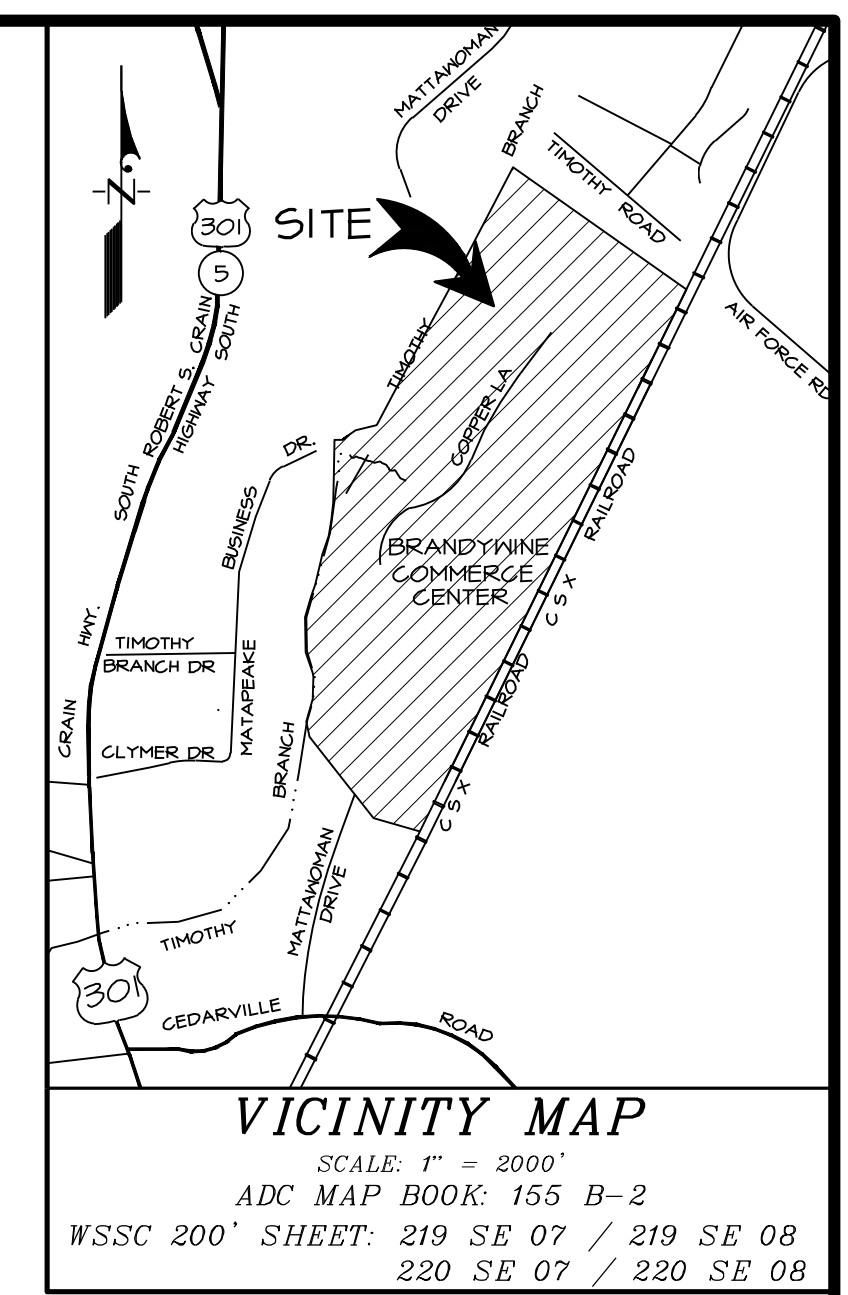 MATTAWOMAN
DRIVE
BRANCH
TIMOTHY ROAD
N
301
SITE
5
AIR FORCE RD
SOUTH ROBERT S. CRAIN
HIGHWAY SOUTH
TIMOTHY
COPPER LA
DR.
BUSINESS
RAILROAD
BRANDYWINE
COMMERCE
CENTER
C S X
CRAIN HWY.
TIMOTHY
BRANCH DR
MATAPEAKE
RAILROAD
CLYMER DR
BRANCH
C S X
MATTAWOMAN
DRIVE
TIMOTHY
301
CEDARVILLE ROAD
VICINITY MAP
SCALE: 1" = 2000'
ADC MAP BOOK: 155 B-2
WSSC 200' SHEET: 219 SE 07 / 219 SE 08
220 SE 07 / 220 SE 08